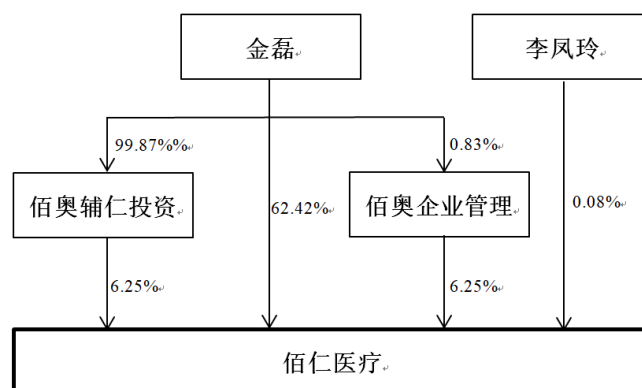 金磊
李凤玲
99.87%%
0.83%
佰奥辅仁投资
62.42%
佰奥企业管理
0.08%
6.25%
6.25%
佰仁医疗